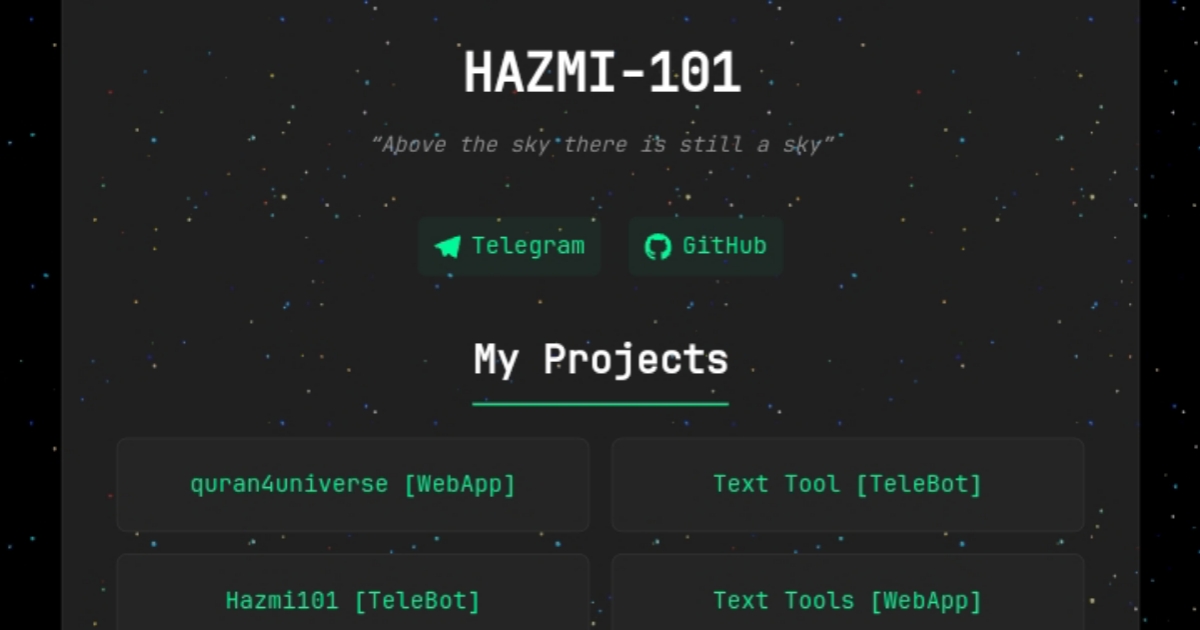 HAZMI-101
“Above the sky there is still a sky”
Telegram GitHub
My Projects
quran4universe [WebApp] Text Tool [TeleBot]
Hazmi101 [TeleBot] Text Tools [WebApp]